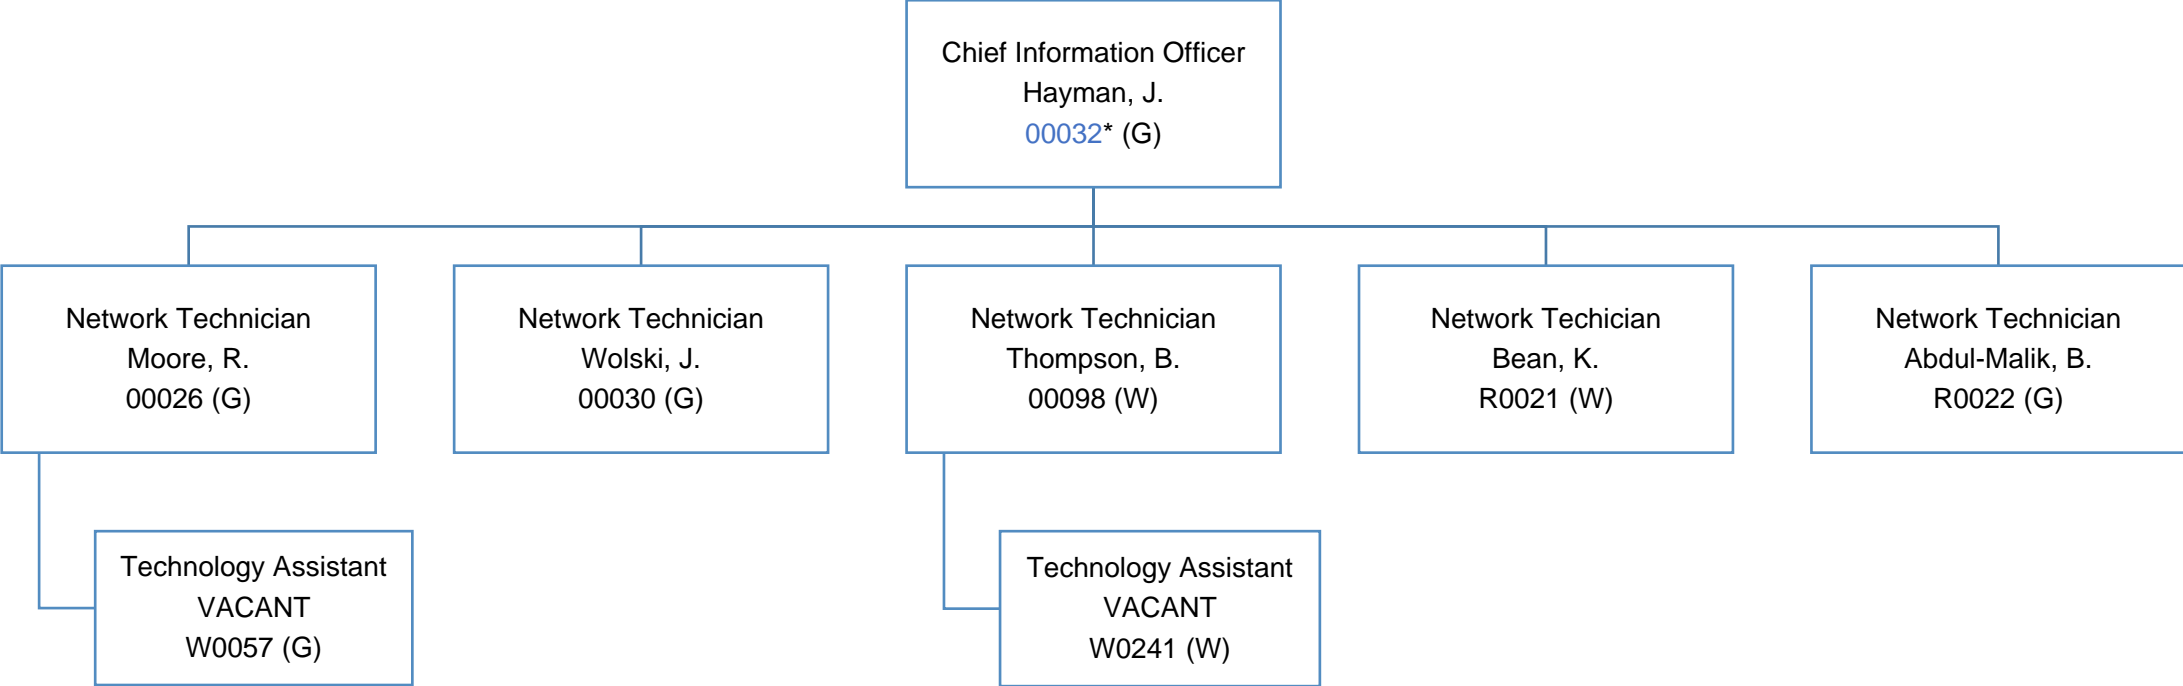 Chief Information Officer
Hayman, J.
00032* (G)
Network Technician
Moore, R.
00026 (G)
Network Technician
Wolski, J.
00030 (G)
Network Technician
Thompson, B.
00098 (W)
Network Techician
Bean, K.
R0021 (W)
Network Technician
Abdul-Malik, B.
R0022 (G)
Technology Assistant
VACANT
W0057 (G)
Technology Assistant
VACANT
W0241 (W)